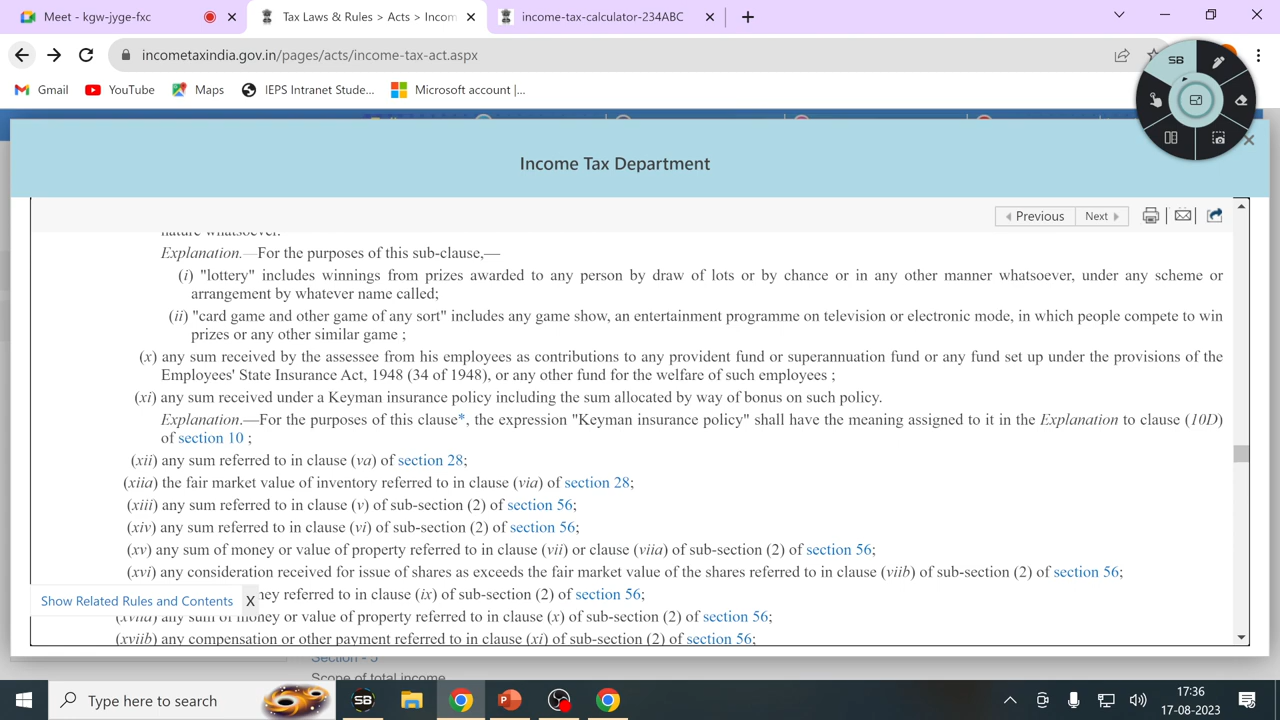 Meet - kgw-jyge-fxc
Tax Laws & Rules > Acts > Incom
income-tax-calculator-234ABC
incometaxindia.gov.in/pages/acts/income-tax-act.aspx
SB
Gmail
YouTube
Maps
IEPS Intranet Stude...
Microsoft account |...
Income Tax Department
Previous
Next
nature whatsoever.
Explanation.—For the purposes of this sub-clause,—
(i) "lottery" includes winnings from prizes awarded to any person by draw of lots or by chance or in any other manner whatsoever, under any scheme or
arrangement by whatever name called;
(ii) "card game and other game of any sort" includes any game show, an entertainment programme on television or electronic mode, in which people compete to win
prizes or any other similar game ;
(x) any sum received by the assessee from his employees as contributions to any provident fund or superannuation fund or any fund set up under the provisions of the
Employees' State Insurance Act, 1948 (34 of 1948), or any other fund for the welfare of such employees ;
(xi) any sum received under a Keyman insurance policy including the sum allocated by way of bonus on such policy.
Explanation.—For the purposes of this clause*, the expression "Keyman insurance policy" shall have the meaning assigned to it in the Explanation to clause (10D)
of section 10 ;
(xii) any sum referred to in clause (va) of section 28;
(xiia) the fair market value of inventory referred to in clause (via) of section 28;
(xiii) any sum referred to in clause (v) of sub-section (2) of section 56;
(xiv) any sum referred to in clause (vi) of sub-section (2) of section 56;
(xv) any sum of money or value of property referred to in clause (vii) or clause (viia) of sub-section (2) of section 56;
(xvi) any consideration received for issue of shares as exceeds the fair market value of the shares referred to in clause (viib) of sub-section (2) of section 56;
Show Related Rules and Contents X
ney referred to in clause (ix) of sub-section (2) of section 56;
(xviia) any sum of money or value of property referred to in clause (x) of sub-section (2) of section 56;
(xviib) any compensation or other payment referred to in clause (xi) of sub-section (2) of section 56;
Section - 5
Scope of total income
Type here to search
SB
17:36
17-08-2023